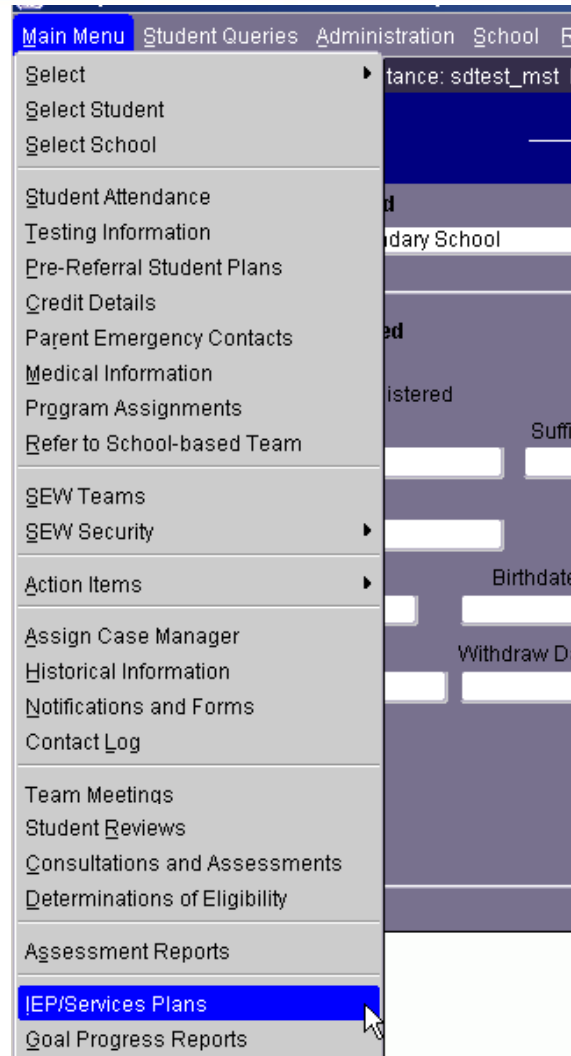 Main Menu Student Queries Administration School
Select
tance: sdtest_mst
Select Student
Select School
Student Attendance
Testing Information
dary School
Pre-Referral Student Plans
Credit Details
Parent Emergency Contacts
ed
Medical Information
Program Assignments
istered
Refer to School-based Team
Suffi
SEW Teams
SEW Security
Action Items
Birthdate
Assign Case Manager
Historical Information
Withdraw D
Notifications and Forms
Contact Log
Team Meetings
Student Reviews
Consultations and Assessments
Determinations of Eligibility
Assessment Reports
IEP/Services Plans
Goal Progress Reports